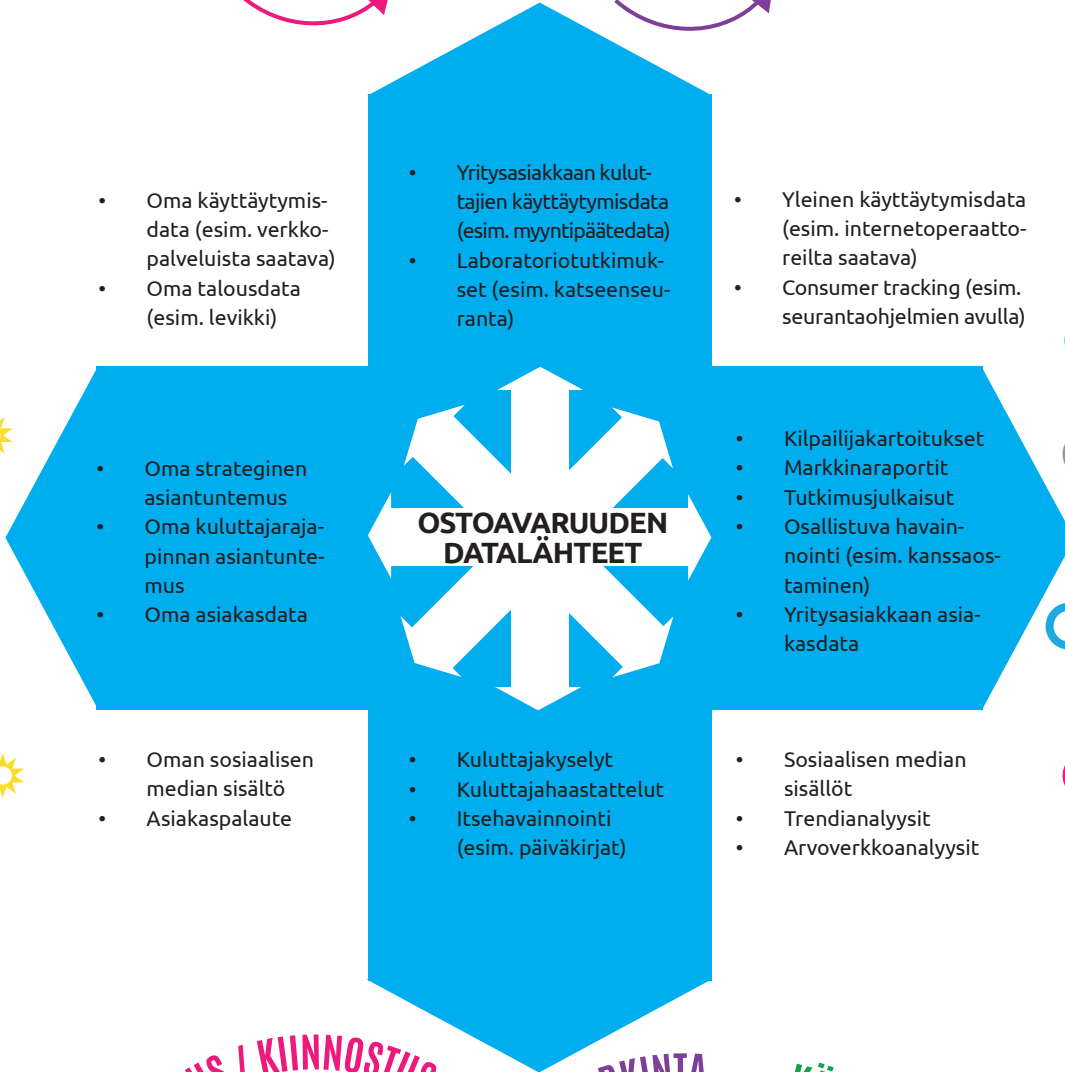 • Oma käyttäytymis-
data (esim. verkko-
palveluista saatava)
• Oma talousdata
(esim. levikki)
• Yritysasiakkaan kulut-
tajien käyttäytymisdata
(esim. myyntipäätedata)
• Laboratoriotutkimuk-
set (esim. katseenseu-
ranta)
• Yleinen käyttäytymisdata
(esim. internetoperaatto-
reilta saatava)
• Consumer tracking (esim.
seurantaohjelmien avulla)
• Oma strateginen
asiantuntemus
• Oma kuluttajaraja-
pinnan asiantunte-
mus
• Oma asiakasdata
OSTOAVARUUDEN
DATALÄHTEET
• Kilpailijakartoitukset
• Markkinaraportit
• Tutkimusjulkaisut
• Osallistuva havain-
nointi (esim. kanssaos-
taminen)
• Yritysasiakkaan asia-
kasdata
• Oman sosiaalisen
median sisältö
• Asiakaspalaute
• Kuluttajakyselyt
• Kuluttajahaastattelut
• Itsehavainnointi
(esim. päiväkirjat)
• Sosiaalisen median
sisällöt
• Trendianalyysit
• Arvoverkkoanalyysit
/ KIINNOSTUS